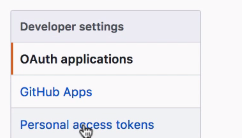 Developer settings
OAuth applications
GitHub Apps
Personal access tokens